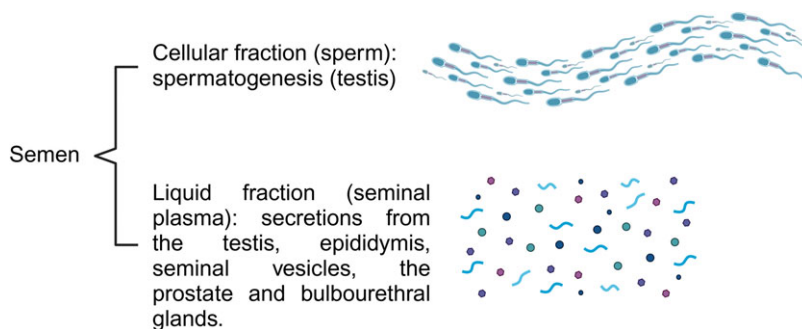 Cellular fraction (sperm):
spermatogenesis (testis)
Semen
Liquid fraction (seminal
plasma): secretions from
the testis, epididymis,
seminal vesicles, the
prostate and bulbourethral
glands.